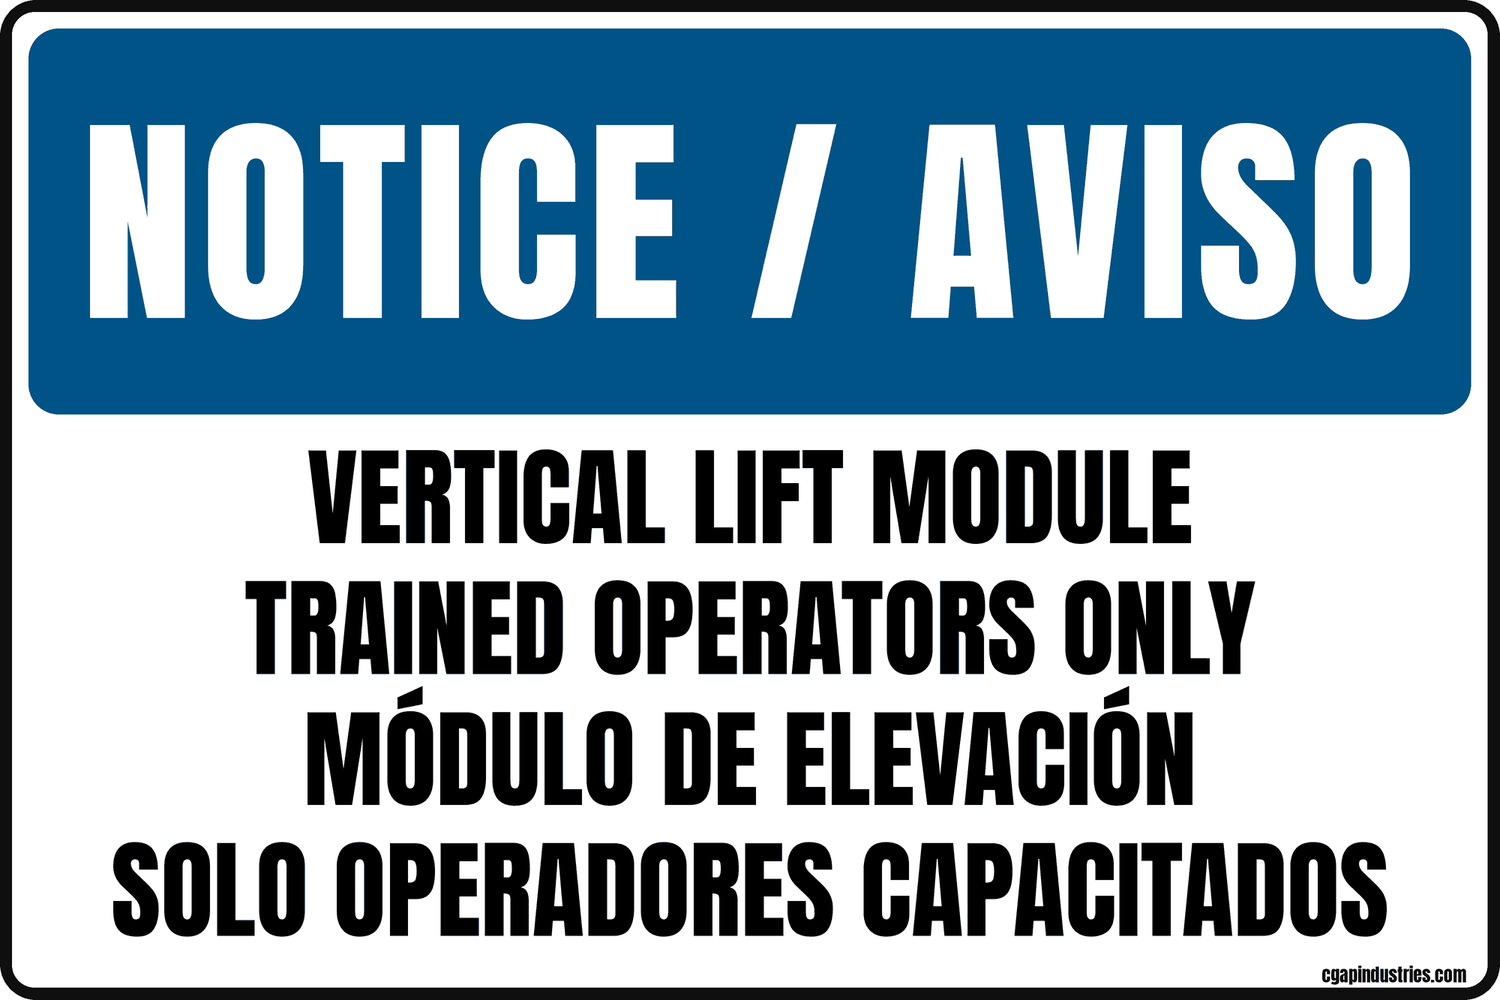 NOTICE / AVISO
VERTICAL LIFT MODULE
TRAINED OPERATORS ONLY
MÓDULO DE ELEVACIÓN
SOLO OPERADORES CAPACITADOS
cgapindustries.com